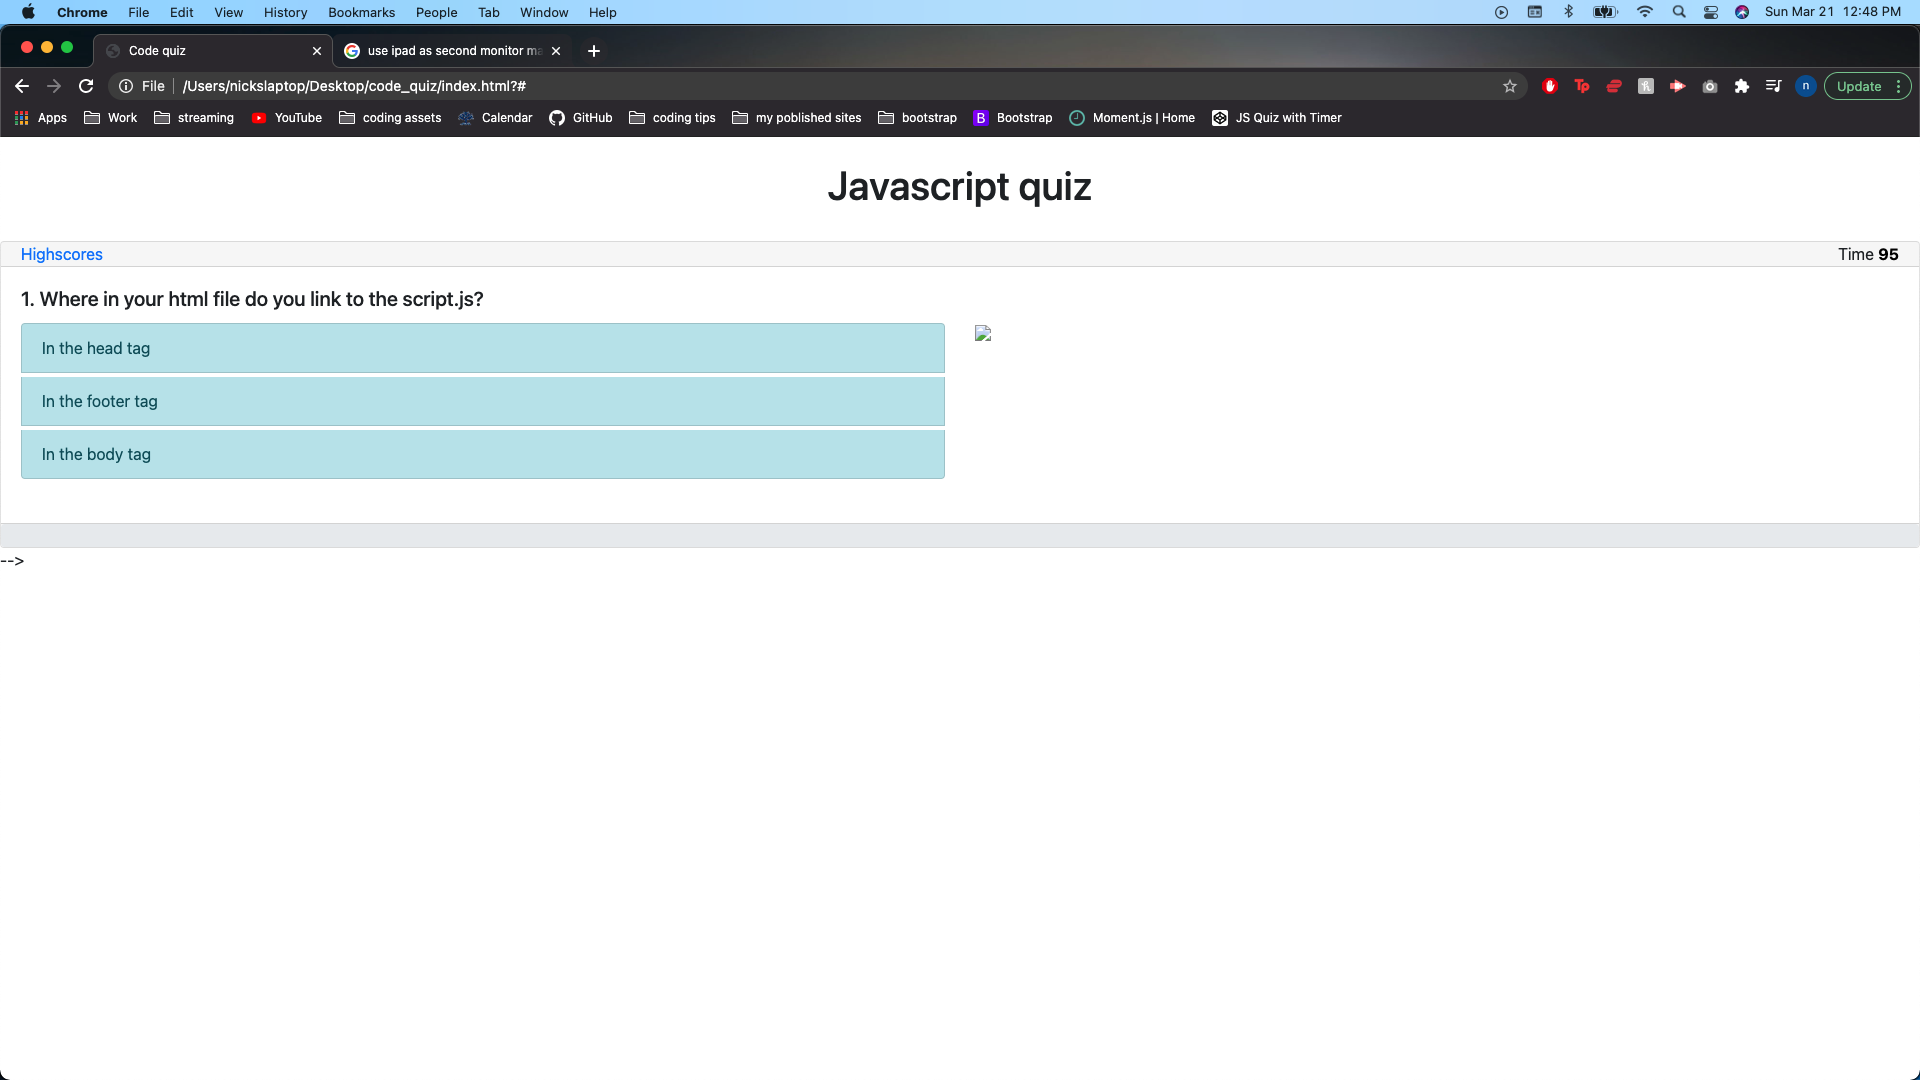 Chrome File Edit View History Bookmarks People Tab Window Help Sun Mar 21 12:48 PM
Code quiz use ipad as second monitor ma
File /Users/nickslaptop/Desktop/code_quiz/index.html?# Tp n Update
Apps Work streaming YouTube coding assets Calendar GitHub coding tips my poblished sites bootstrap B Bootstrap Moment.js | Home JS Quiz with Timer
Javascript quiz
Highscores Time 95
1. Where in your html file do you link to the script.js?
In the head tag
In the footer tag
In the body tag
-->